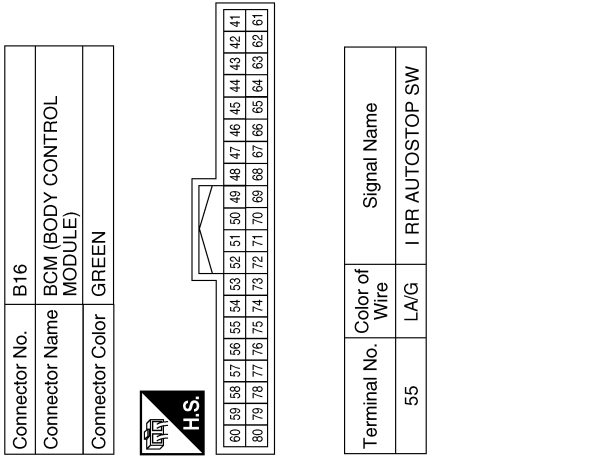 Connector No. B16
Connector Name BCM (BODY CONTROL
MODULE)
Connector Color GREEN
H.S.
60 59 58 57 56 55 54 53 52 51 50 49 48 47 46 45 44 43 42 41
80 79 78 77 76 75 74 73 72 71 70 69 68 67 66 65 64 63 62 61
Terminal No. Color of
Wire Signal Name
55 LA/G I RR AUTOSTOP SW